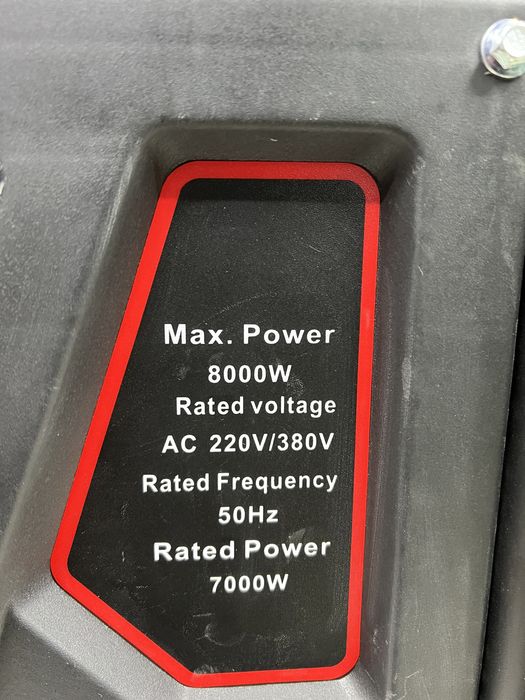 Max. Power
8000W
Rated voltage
AC 220V/380V
Rated Frequency
50Hz
Rated Power
7000W